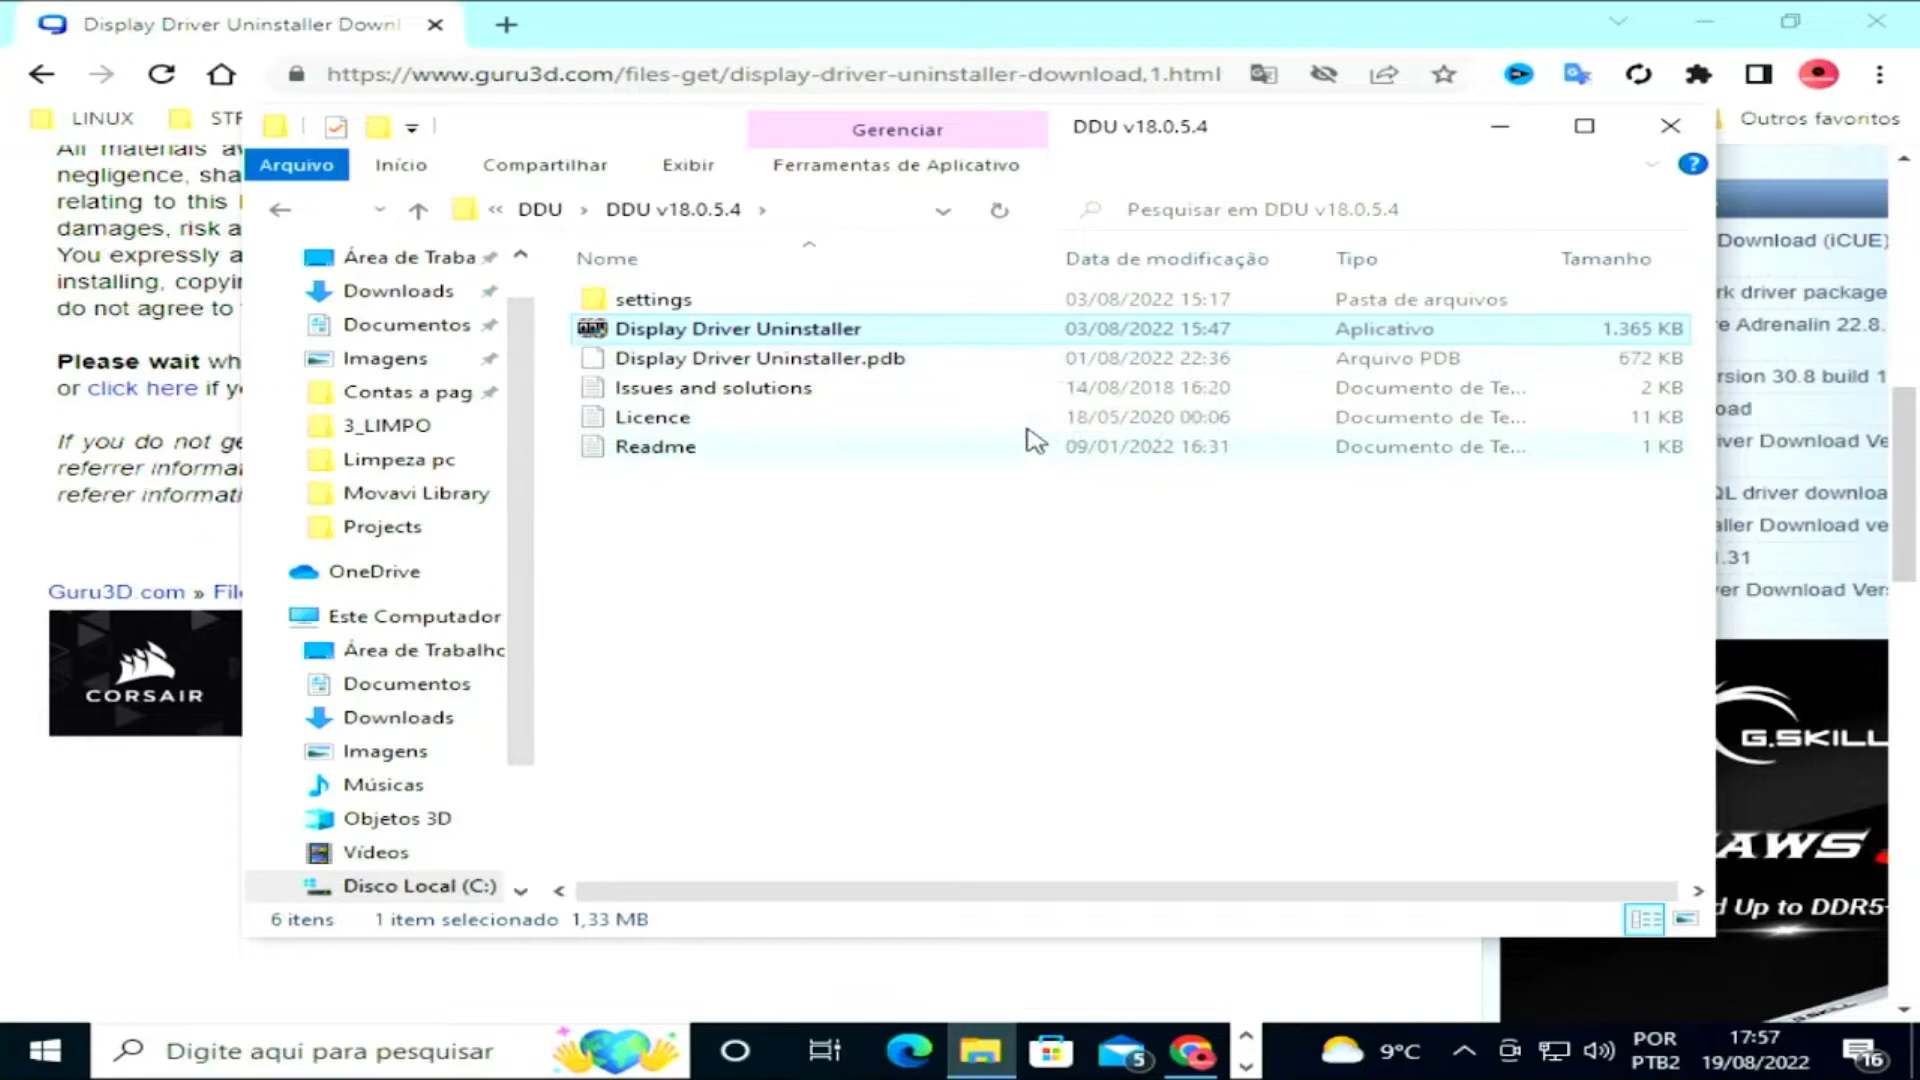 Display Driver Uninstaller Downl
https://www.guru3d.com/files-get/display-driver-uninstaller-download,1.html
LINUX
STF
Outros favoritos
Gerenciar
DDU v18.0.5.4
Arquivo
Início
Compartilhar
Exibir
Ferramentas de Aplicativo
DDU
DDU v18.0.5.4
Pesquisar em DDU v18.0.5.4
All materials av
negligence, sha
relating to this
damages, risk a
You expressly a
installing, copyin
do not agree to
Please wait wh
or click here if y
If you do not ge
referrer informa
referer informati
Guru3D.com » File
CORSAIR
Área de Traba
Downloads
Documentos
Imagens
Contas a pag
3_LIMPO
Limpeza pc
Movavi Library
Projects
OneDrive
Este Computador
Área de Trabalho
Documentos
Downloads
Imagens
Músicas
Objetos 3D
Vídeos
Disco Local (C:)
Nome Data de modificação Tipo Tamanho
settings 03/08/2022 15:17 Pasta de arquivos
Display Driver Uninstaller 03/08/2022 15:47 Aplicativo 1.365 KB
Display Driver Uninstaller.pdb 01/08/2022 22:36 Arquivo PDB 672 KB
Issues and solutions 14/08/2018 16:20 Documento de Te... 2 KB
Licence 18/05/2020 00:06 Documento de Te... 11 KB
Readme 09/01/2022 16:31 Documento de Te... 1 KB
6 itens 1 item selecionado 1,33 MB
Download (iCUE)
rk driver package
e Adrenalin 22.8.
rsion 30.8 build 1
oad
iver Download Ve
QL driver downloa
aller Download ve
1.31
ver Download Vers
G.SKILL
AWS
d Up to DDR5-
Digite aqui para pesquisar
5
9°C
POR
PTB2
17:57
19/08/2022
16